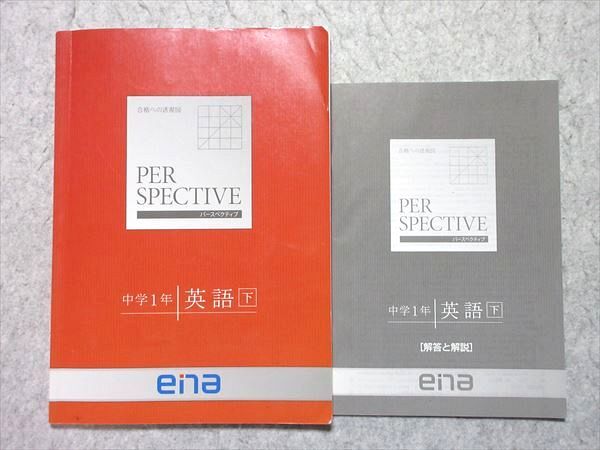 合格への透視図
PER
SPECTIVE
パースペクティブ
中学1年 英語 下
ena
合格への透視図
PER
SPECTIVE
パースペクティブ
中学1年 英語 下
[解答と解説]
ena